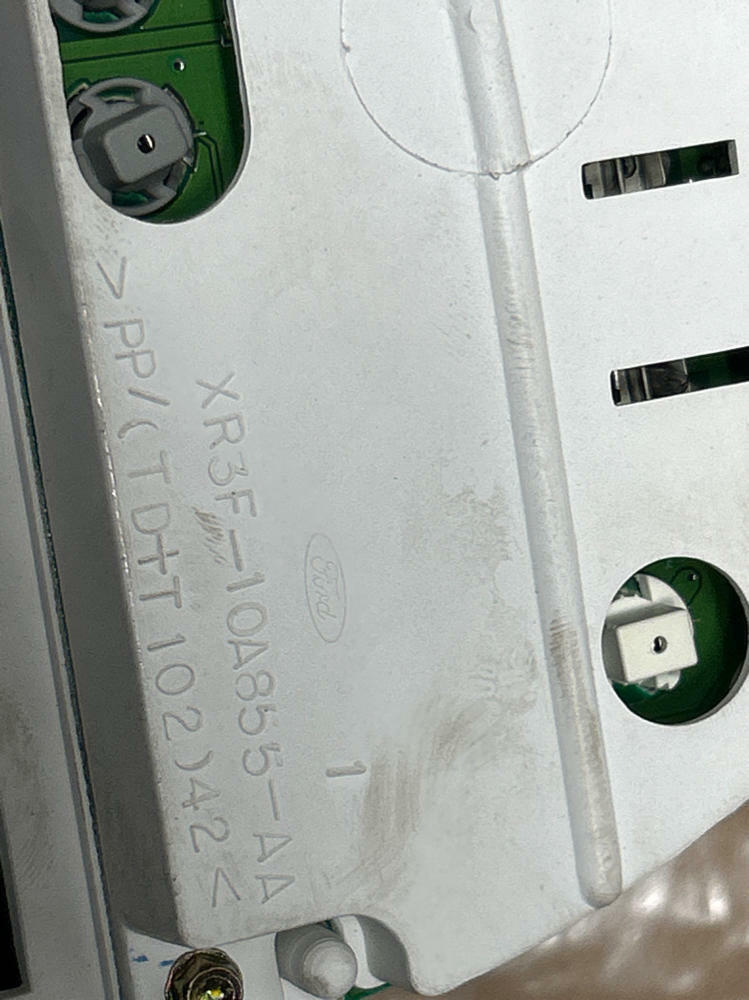 >PP/(TD+T102)42<
XR3F-10A855-AA
Ford
1